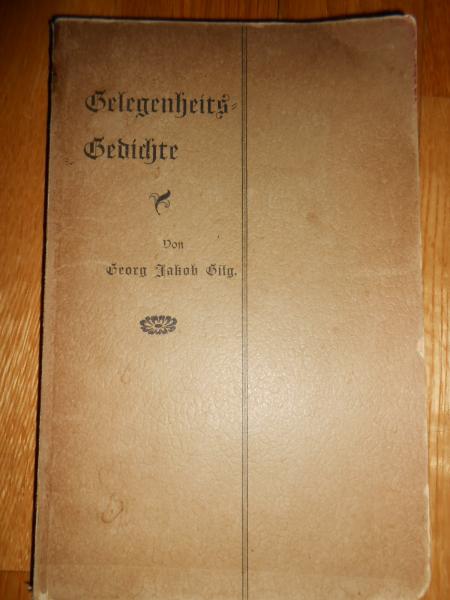 Gelegenheits-
Gedichte
Von
Georg Jakob Gilg.